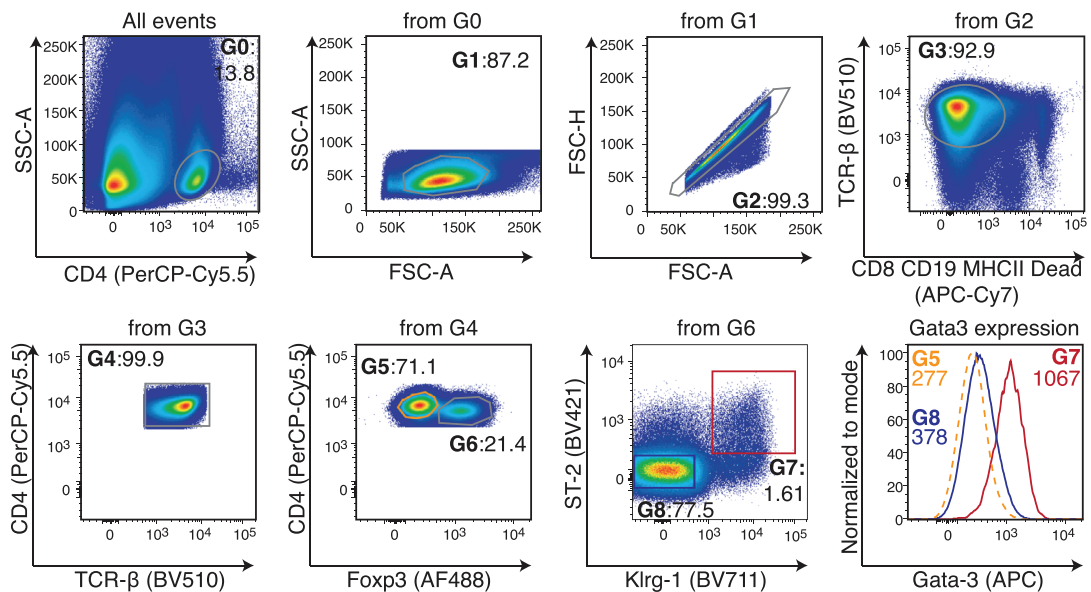 All events
G0:
13.8
250K
200K
150K
100K
50K
0
SSC-A
0 10³ 10⁴ 10⁵
CD4 (PerCP-Cy5.5)
from G0
G1:87.2
250K
200K
150K
100K
50K
0
SSC-A
0 50K 150K 250K
FSC-A
from G1
250K
200K
150K
100K
50K
0
FSC-H
G2:99.3
0 50K 150K 250K
FSC-A
from G2
G3:92.9
10⁵
10⁴
10³
0
TCR-β (BV510)
0 10³ 10⁴ 10⁵
CD8 CD19 MHCII Dead
(APC-Cy7)
from G3
G4:99.9
10⁵
10⁴
10³
0
CD4 (PerCP-Cy5.5)
0 10³ 10⁴ 10⁵
TCR-β (BV510)
from G4
G5:71.1
10⁵
10⁴
10³
0
CD4 (PerCP-Cy5.5)
G6:21.4
0 10³ 10⁴
Foxp3 (AF488)
from G6
10⁴
10³
0
ST-2 (BV421)
G7:
1.61
G8:77.5
0 10³ 10⁴ 10⁵
Klrg-1 (BV711)
Gata3 expression
100
80
60
40
20
0
Normalized to mode
G5
277
G7
1067
G8
378
0 10³ 10⁴
Gata-3 (APC)